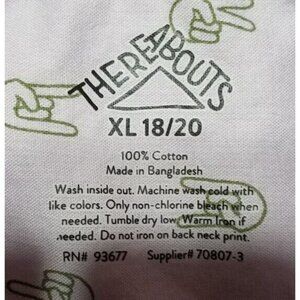 THEREABOUTS
XL 18/20
100% Cotton
Made in Bangladesh
Wash inside out. Machine wash cold with
like colors. Only non-chlorine bleach when
needed. Tumble dry low. Warm Iron if
needed. Do not iron on back neck print.
RN# 93677 Supplier# 70807-3